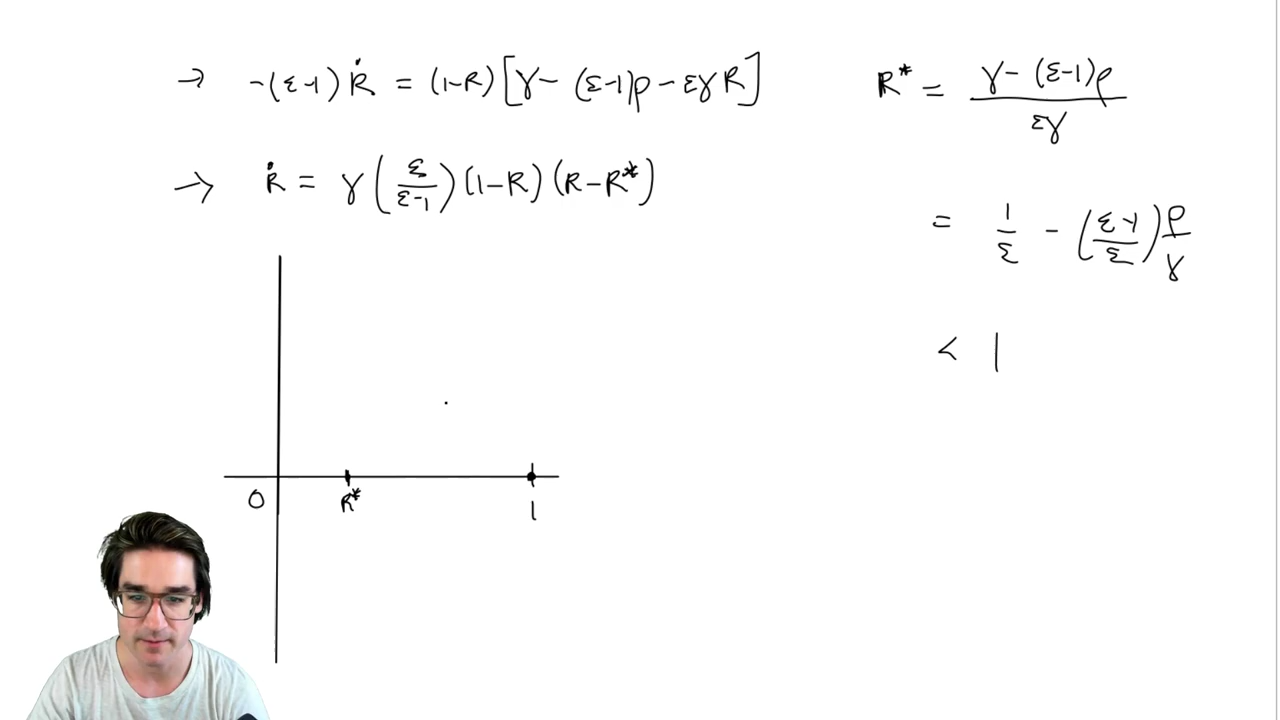 → -(ε-1)Ṙ = (1-R)[γ-(ε-1)ρ-εγR]
→ Ṙ = γ(ε/(ε-1))(1-R)(R-R*)
R* = (γ-(ε-1)ρ)/(εγ)
= 1/ε - ((ε-1)/ε) ρ/γ
< 1
0 R* 1